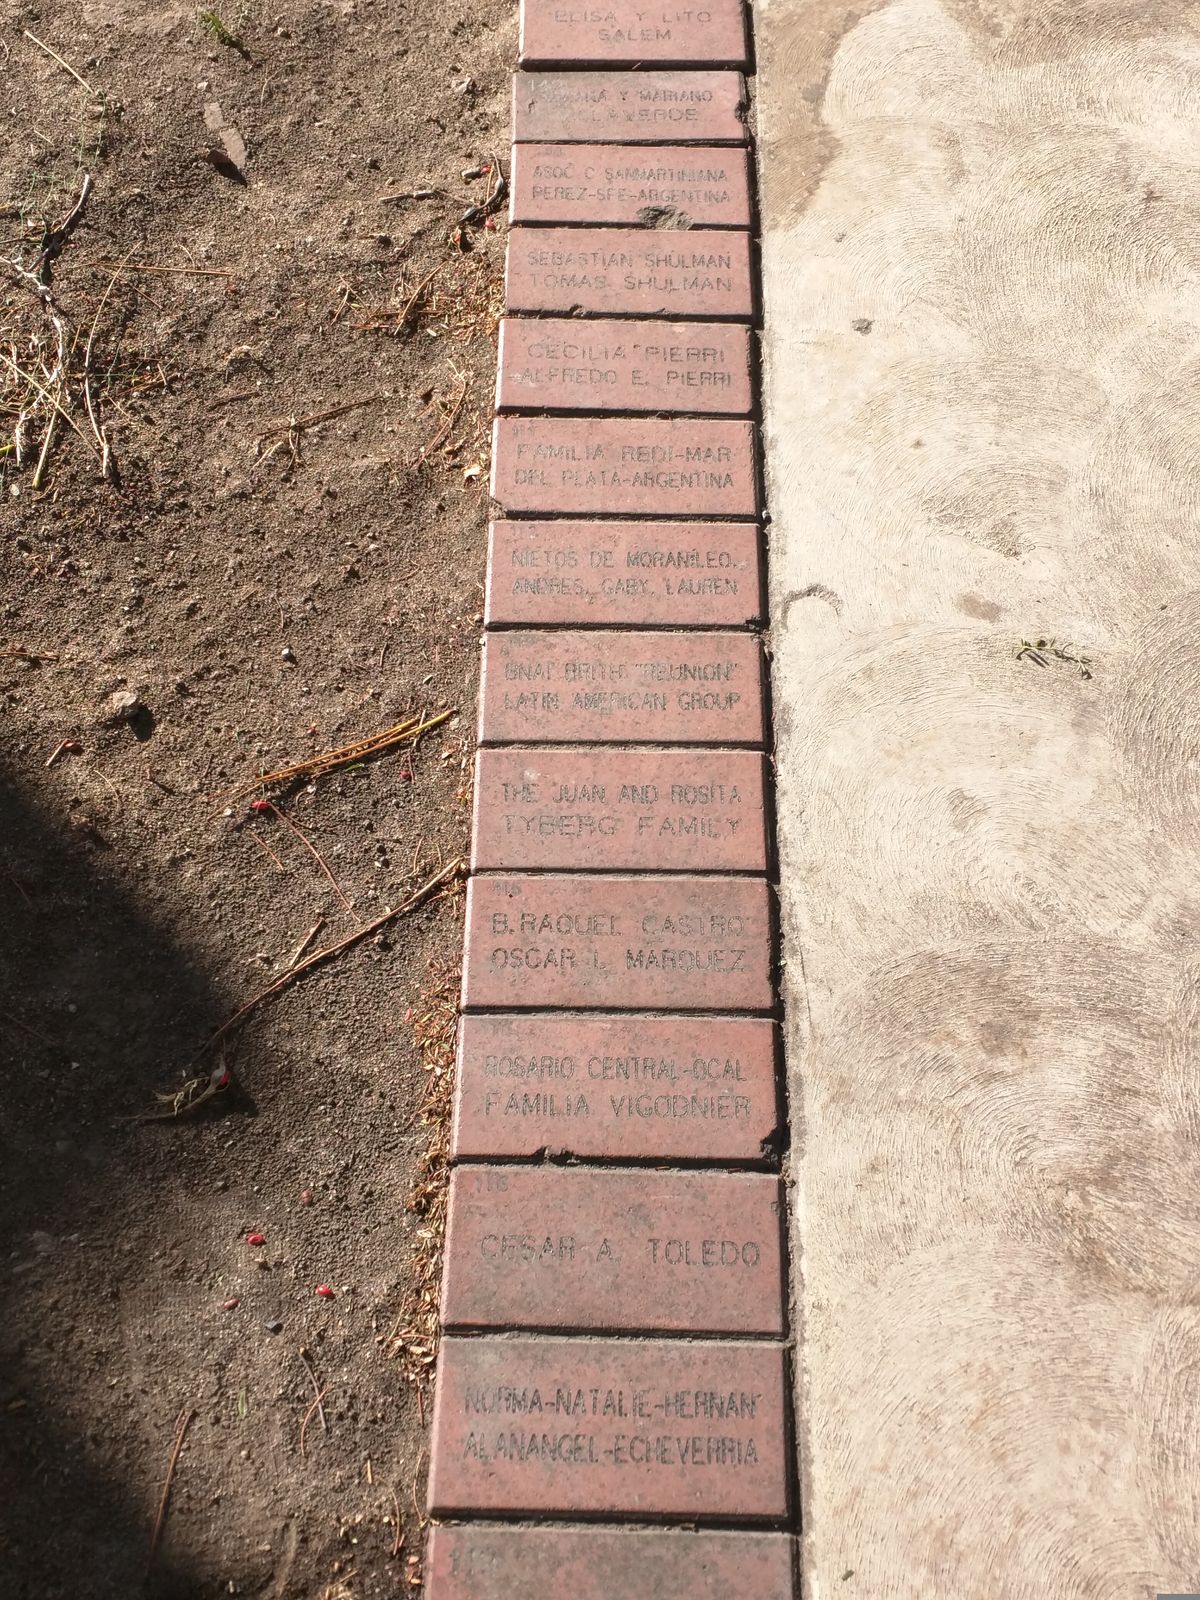 ELISA Y LITO
SALEM
Y MARIANO
ASOC C SANMARTINIANA
PEREZ-SFE-ARGENTINA
SEBASTIAN SHULMAN
TOMAS SHULMAN
CECILIA PIERRI
ALFREDO E. PIERRI
FAMILIA REDI-MAR
DEL PLATA-ARGENTINA
NIETOS DE MORANI,LEO,
ANDRES, GABY, LAUREN
BNAI BRITH "REUNION"
LATIN AMERICAN GROUP
THE JUAN AND ROSITA
TYBERG FAMILY
B. RAQUEL CASTRO
OSCAR L. MARQUEZ
ROSARIO CENTRAL-OCAL
FAMILIA VIGODNIER
CESAR A. TOLEDO
NORMA-NATALIE-HERNAN
ALANANGEL-ECHEVERRIA